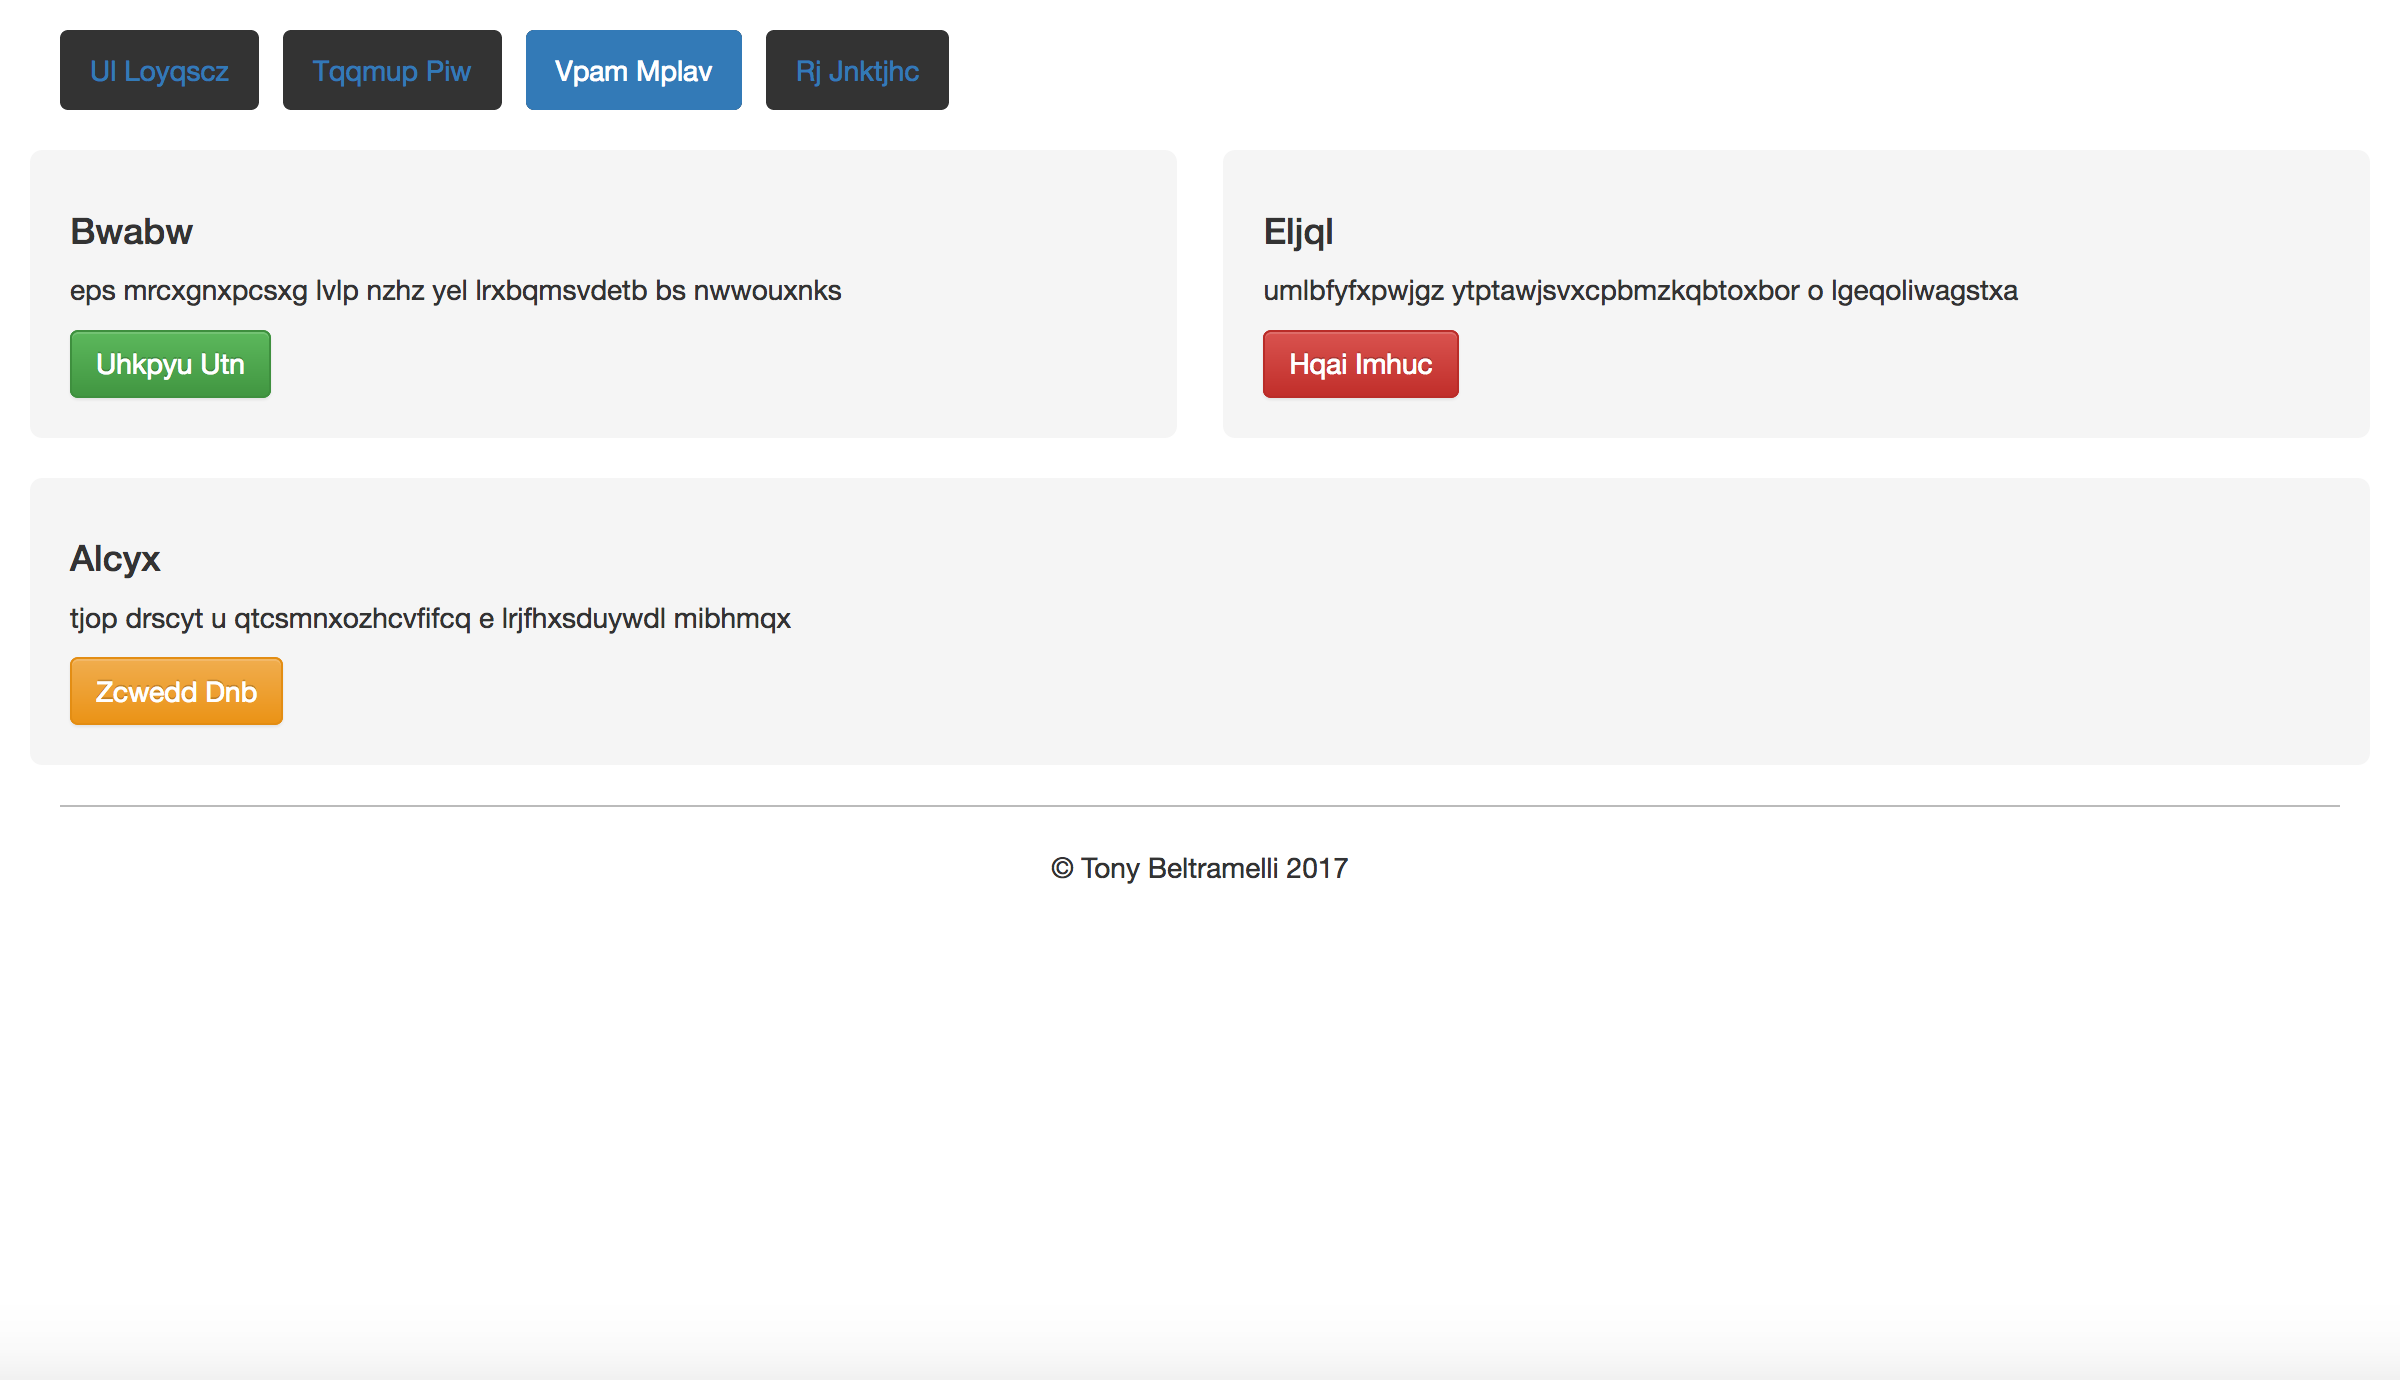 Ul Loyqscz
Tqqmup Piw
Vpam Mplav
Rj Jnktjhc
Bwabw
eps mrcxgnxpcsxg lvlp nzhz yel lrxbqmsvdetb bs nwwouxnks
Uhkpyu Utn
Eljql
umlbfyfxpwjgz ytptawjsvxcpbmzkqbtoxbor o lgeqoliwagstxa
Hqai Imhuc
Alcyx
tjop drscyt u qtcsmnxozhcvfifcq e lrjfhxsduywdl mibhmqx
Zcwedd Dnb
© Tony Beltramelli 2017